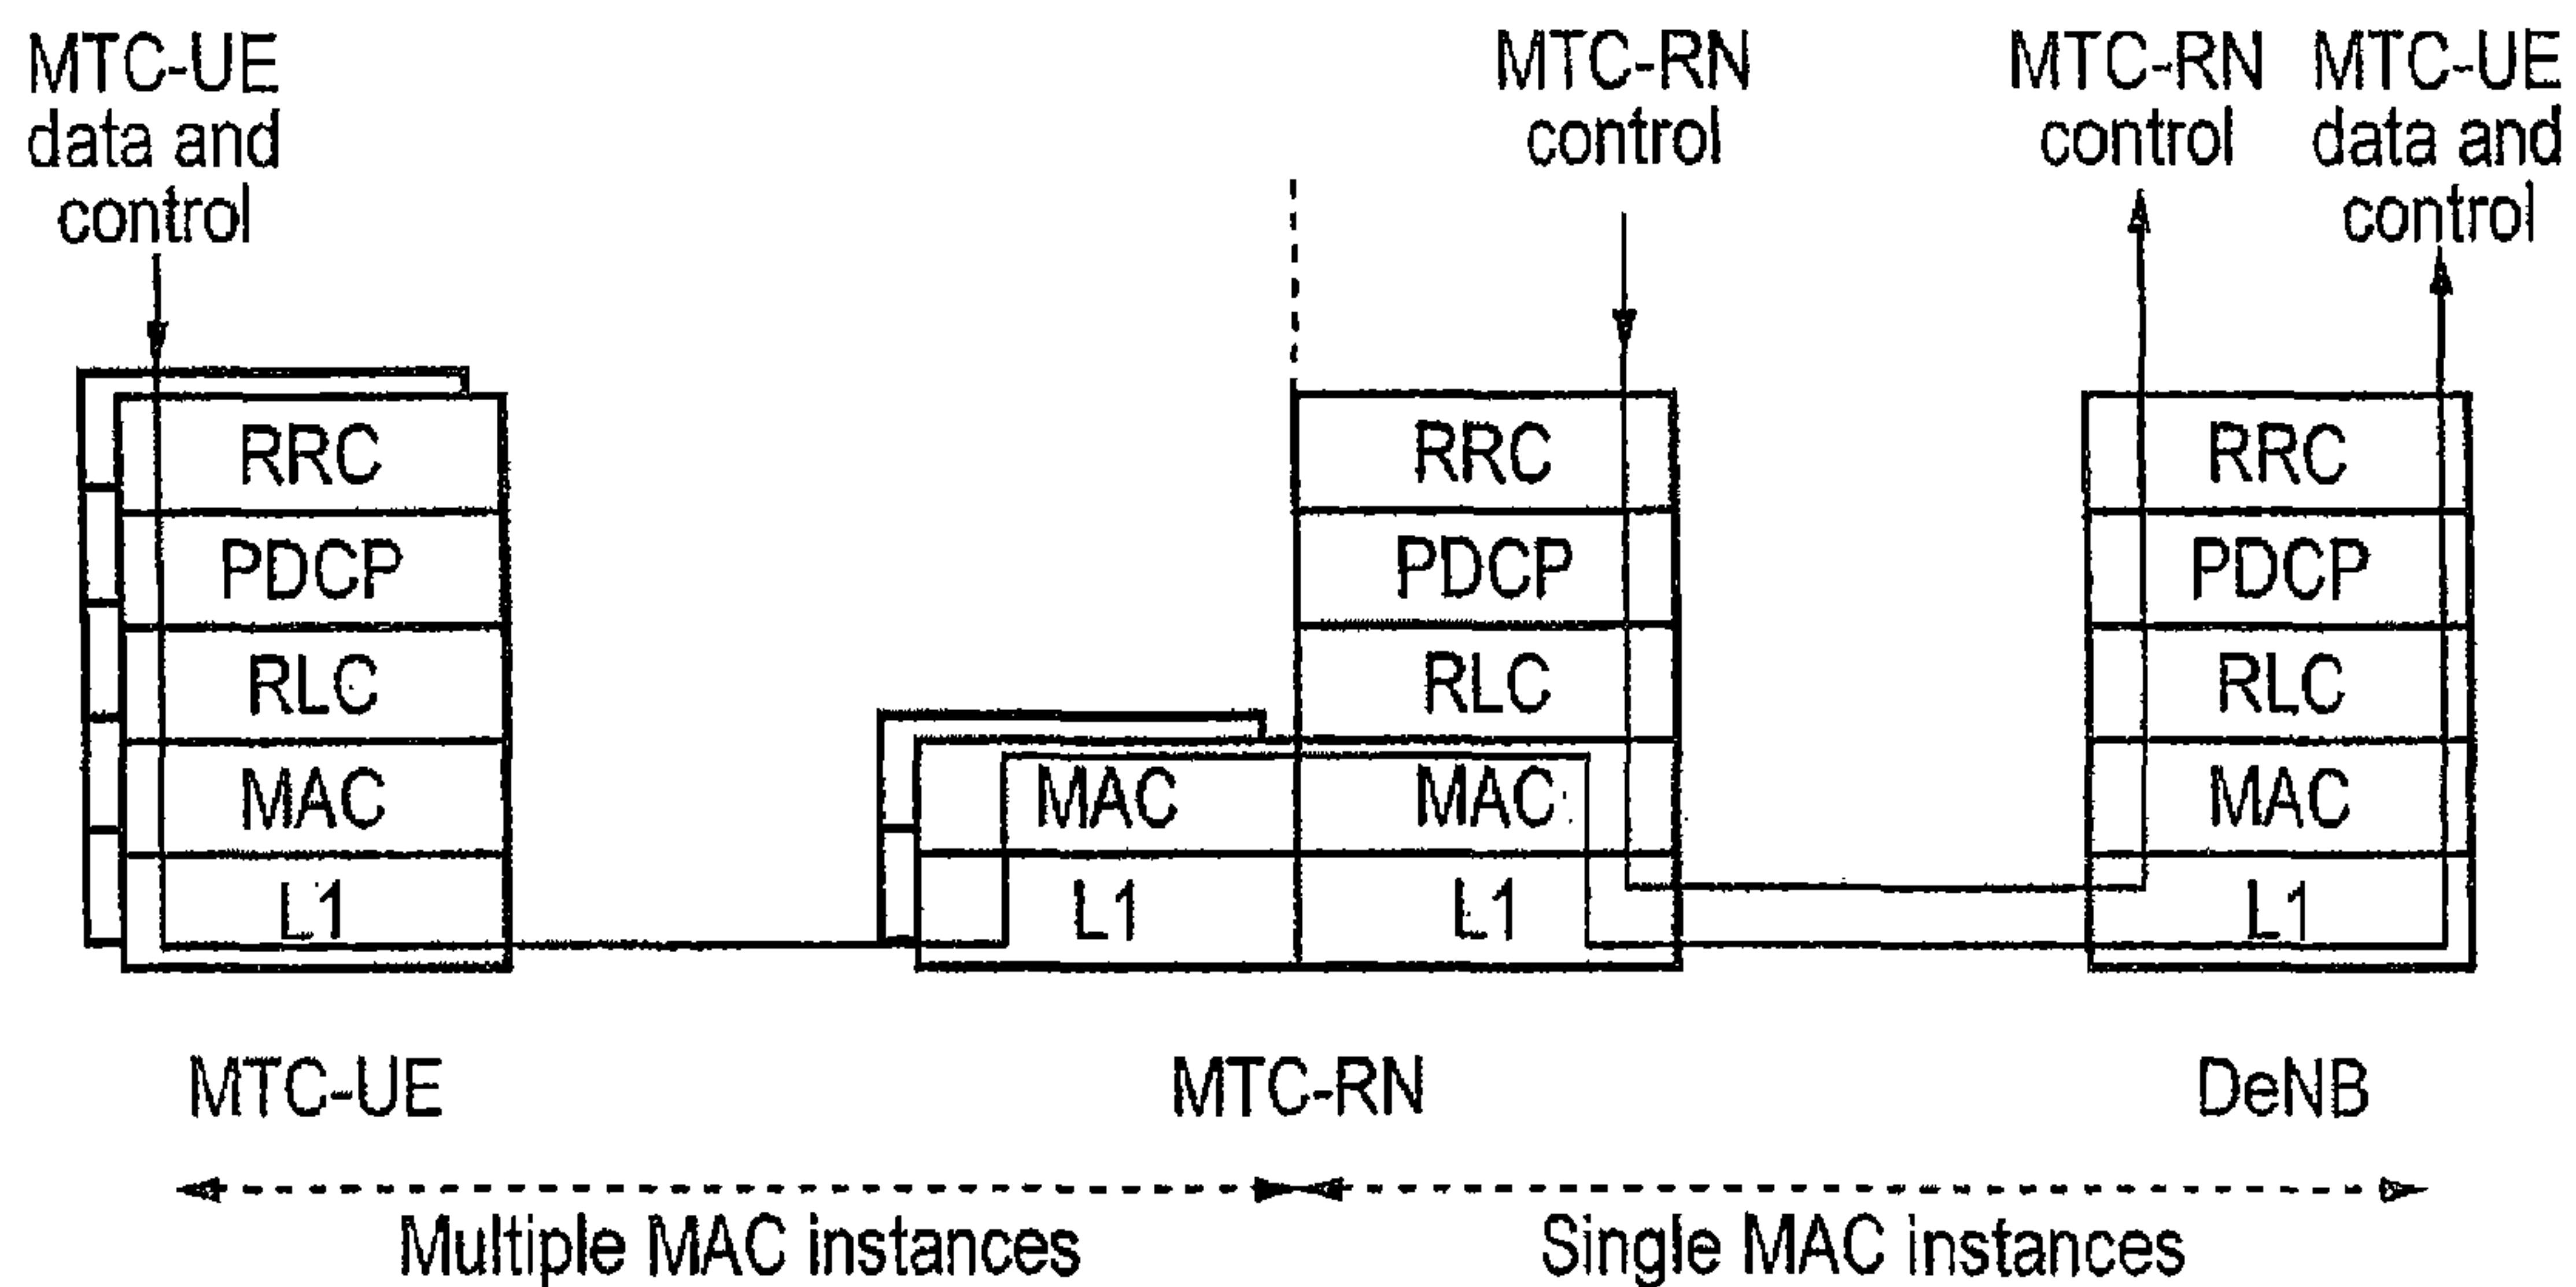 MTC-UE
data and
control
MTC-RN
control
MTC-RN
control
MTC-UE
data and
control
RRC
PDCP
RLC
MAC
L1
MAC
L1
RRC
PDCP
RLC
MAC
L1
RRC
PDCP
RLC
MAC
L1
MTC-UE
MTC-RN
DeNB
Multiple MAC instances
Single MAC instances